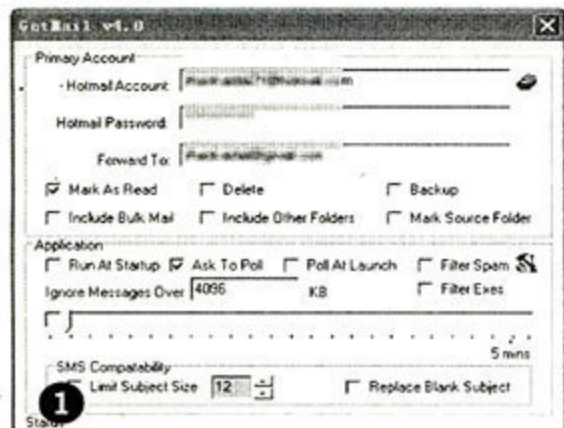 GetMail v4.0
Primary Account
Hotmail Account:
Hotmail Password:
Forward To:
Mark As Read Delete Backup
Include Bulk Mail Include Other Folders Mark Source Folder
Application
Run At Startup Ask To Poll Poll At Launch Filter Spam
Ignore Messages Over 4096 KB Filter Exes
5 mins
SMS Compatability
Limit Subject Size 12 Replace Blank Subject
1
Status